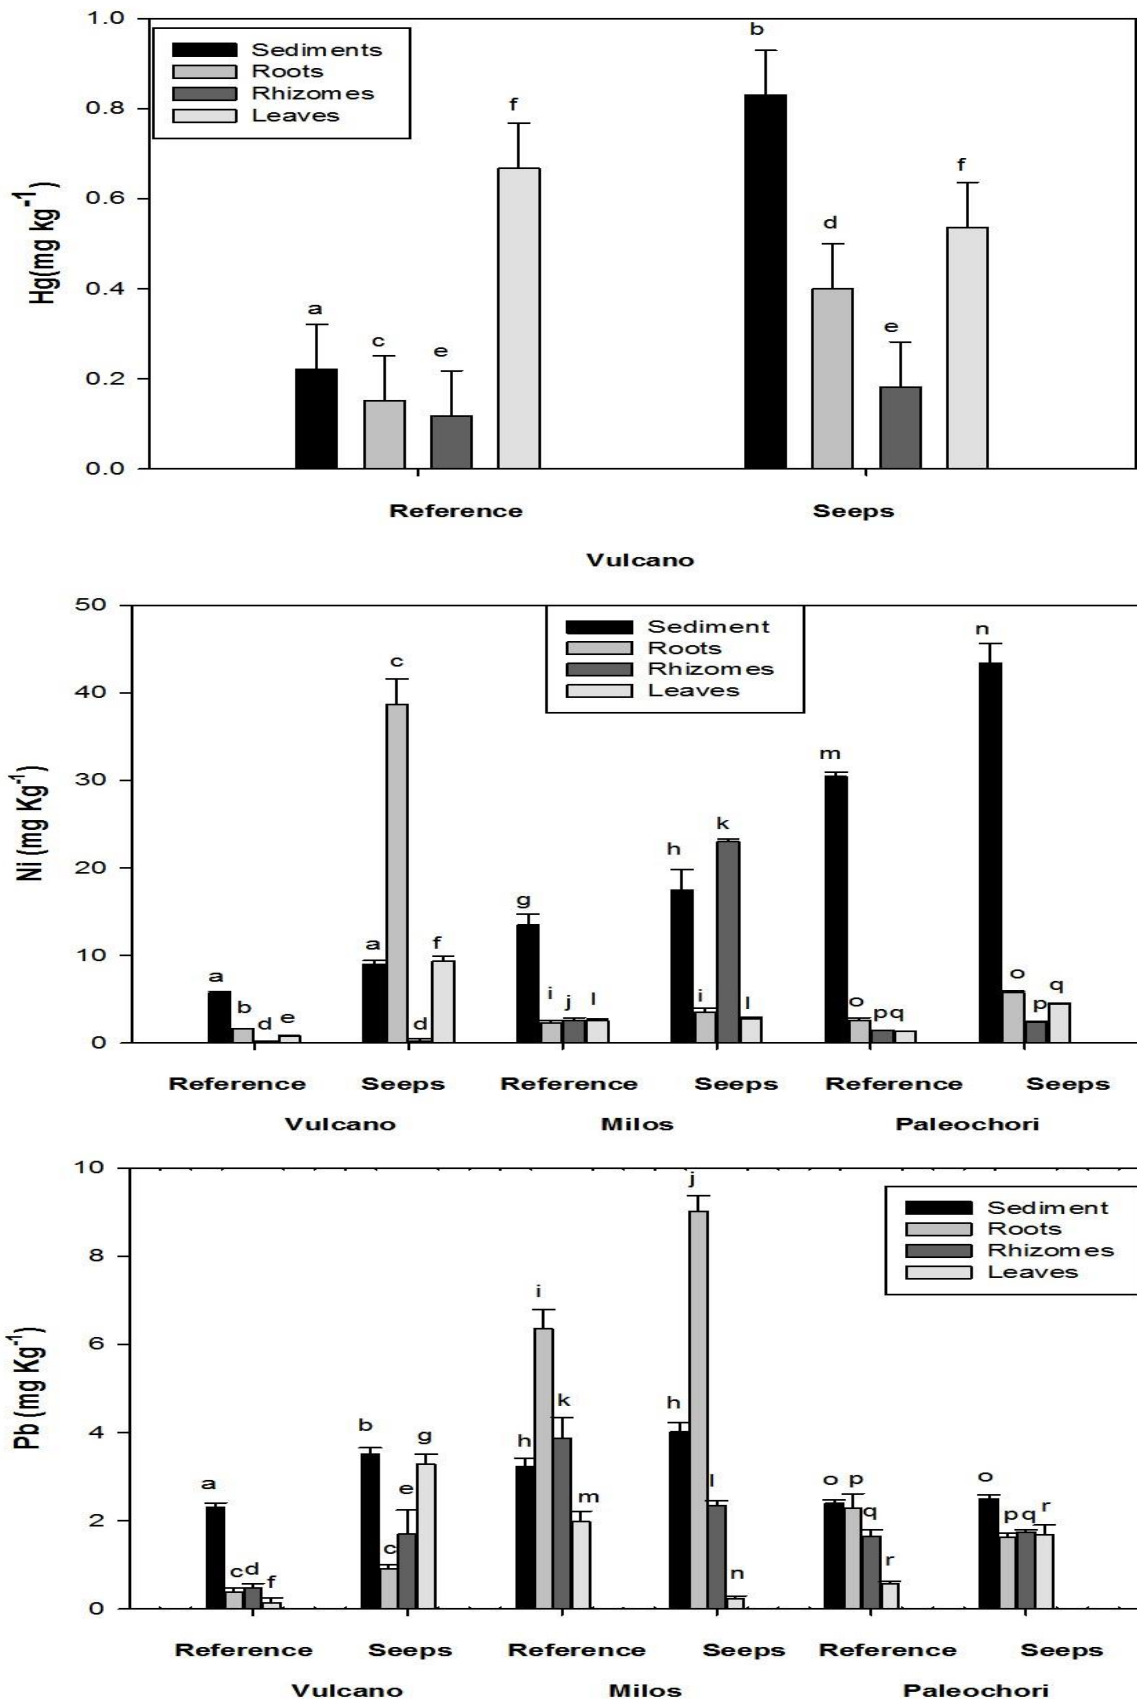 1.0
b
Sediments
Roots
Rhizomes
Leaves
f
0.8
f
Hg(mg kg-1)
0.6
d
0.4
a
c
e
e
0.2
0.0
Reference Seeps
Vulcano
50
Sediment
Roots
Rhizomes
Leaves
n
c
40
m
Ni (mg Kg-1)
30
k
h
20
g
a
f
10
a
b
d
e
d
i
j
l
i
l
o
p
q
o
p
q
0
Reference Seeps Reference Seeps Reference Seeps
Vulcano Milos Paleochori
10
j
Sediment
Roots
Rhizomes
Leaves
8
i
Pb (mg Kg-1)
6
k
h
4
b
g
h
a
e
m
l
o
p
q
o
p
q
r
2
c
d
f
c
n
r
0
Reference Seeps Reference Seeps Reference Seeps
Vulcano Milos Paleochori